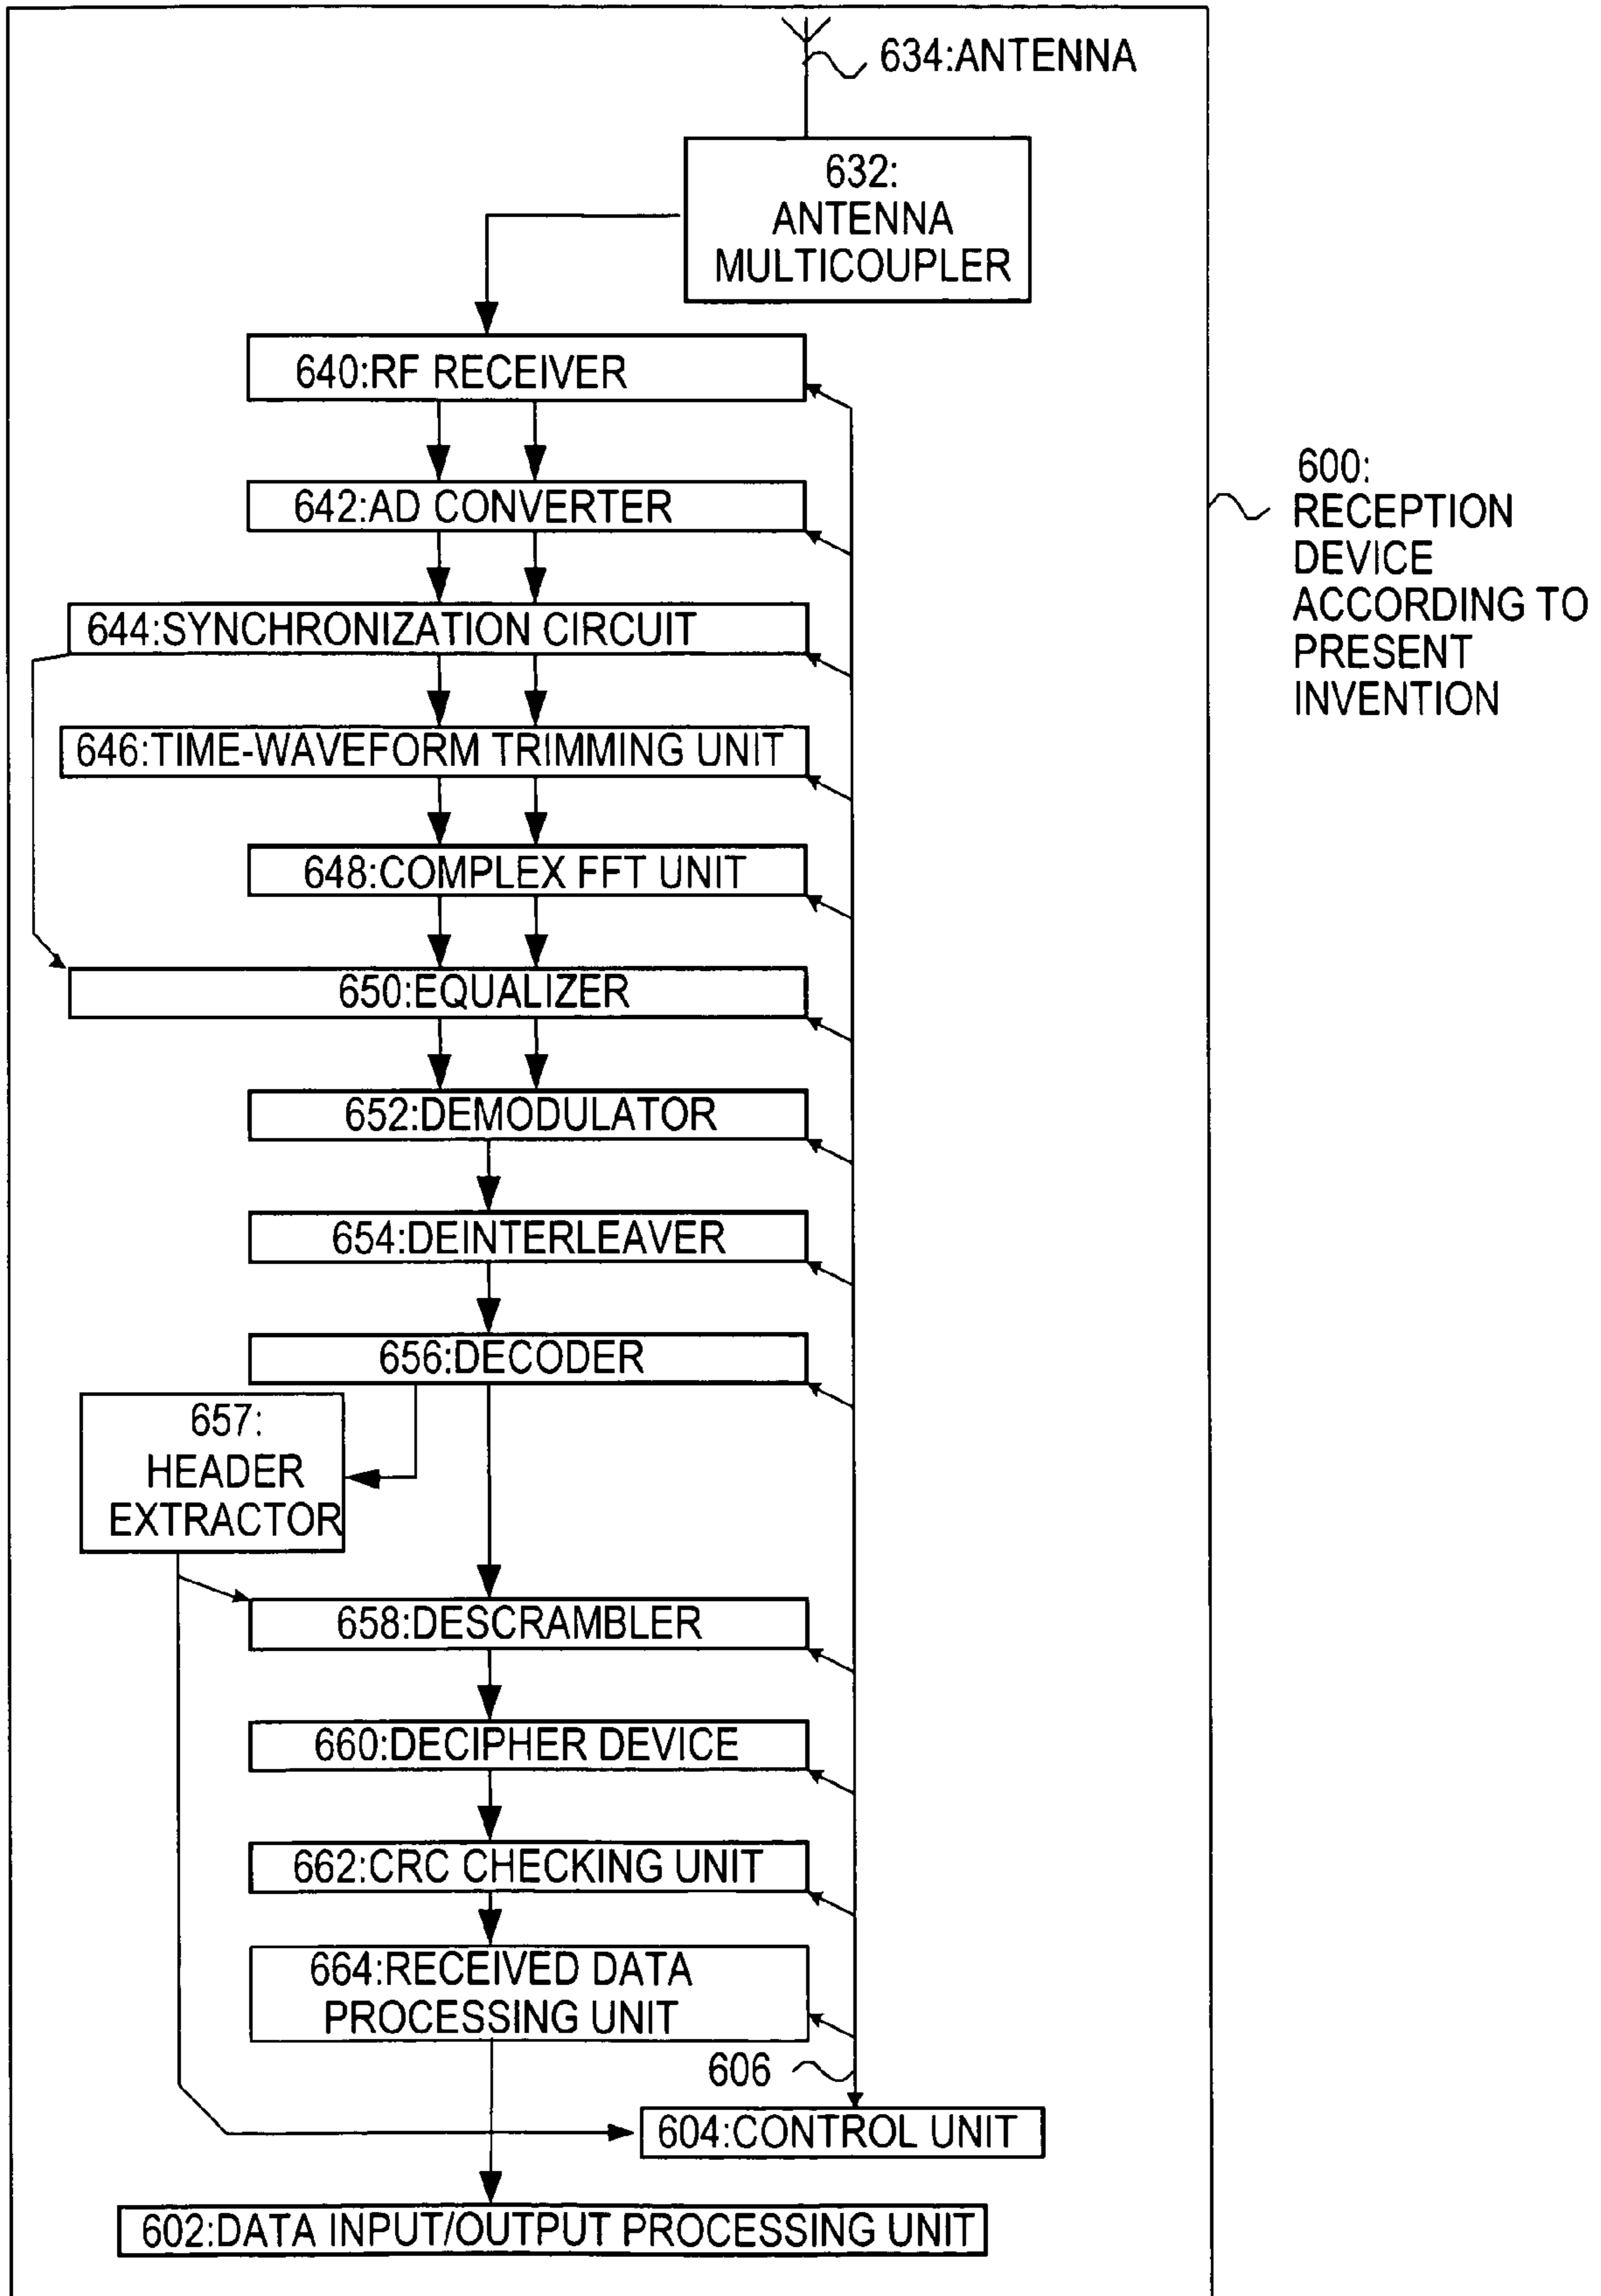 634:ANTENNA
632:
ANTENNA
MULTICOUPLER
640:RF RECEIVER
642:AD CONVERTER
600:
RECEPTION
DEVICE
ACCORDING TO
PRESENT
INVENTION
644:SYNCHRONIZATION CIRCUIT
646:TIME-WAVEFORM TRIMMING UNIT
648:COMPLEX FFT UNIT
650:EQUALIZER
652:DEMODULATOR
654:DEINTERLEAVER
656:DECODER
657:
HEADER
EXTRACTOR
658:DESCRAMBLER
660:DECIPHER DEVICE
662:CRC CHECKING UNIT
664:RECEIVED DATA
PROCESSING UNIT
606
604:CONTROL UNIT
602:DATA INPUT/OUTPUT PROCESSING UNIT